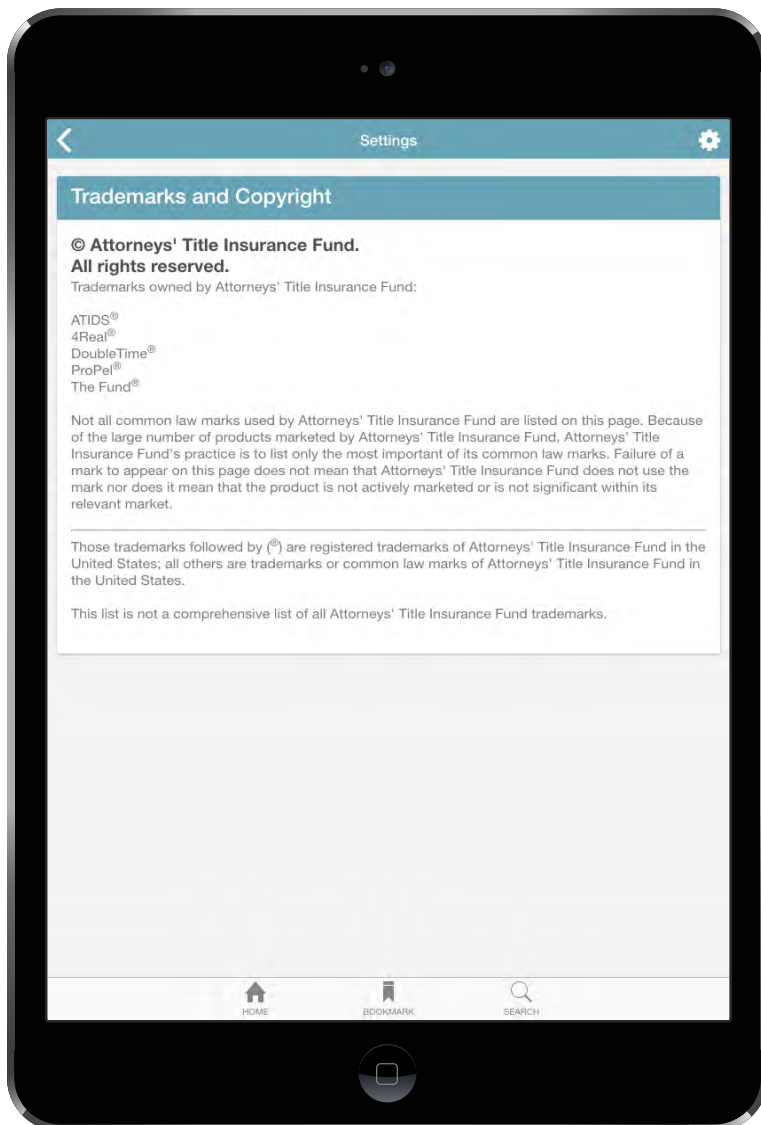 Settings
Trademarks and Copyright
© Attorneys' Title Insurance Fund.
All rights reserved.
Trademarks owned by Attorneys' Title Insurance Fund:
ATIDS®
4Real®
DoubleTime®
ProPel®
The Fund®
Not all common law marks used by Attorneys' Title Insurance Fund are listed on this page. Because
of the large number of products marketed by Attorneys' Title Insurance Fund, Attorneys' Title
Insurance Fund's practice is to list only the most important of its common law marks. Failure of a
mark to appear on this page does not mean that Attorneys' Title Insurance Fund does not use the
mark nor does it mean that the product is not actively marketed or is not significant within its
relevant market.
Those trademarks followed by (®) are registered trademarks of Attorneys' Title Insurance Fund in the
United States; all others are trademarks or common law marks of Attorneys' Title Insurance Fund in
the United States.
This list is not a comprehensive list of all Attorneys' Title Insurance Fund trademarks.
HOME BOOKMARK SEARCH